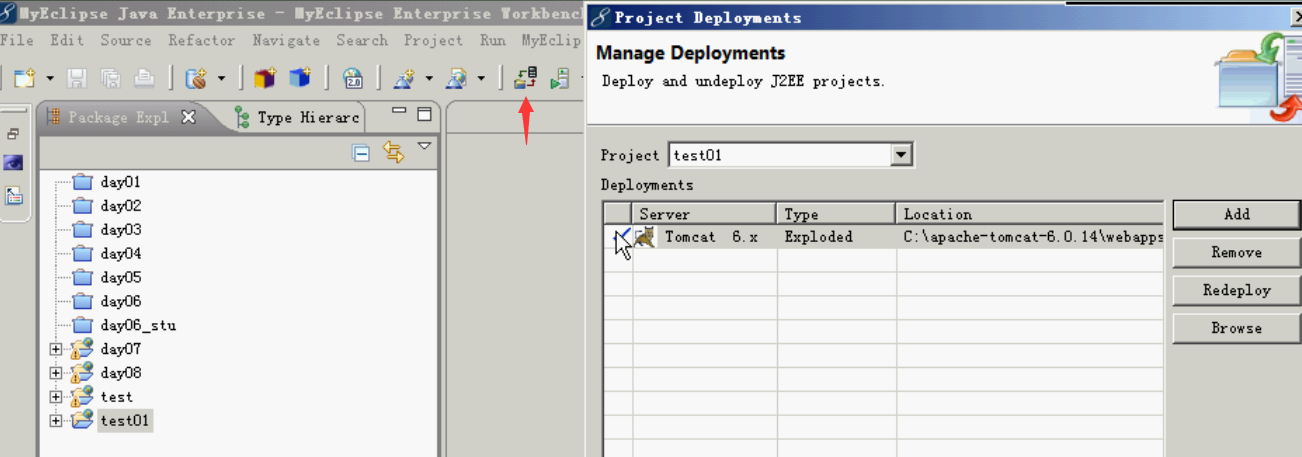 MyEclipse Java Enterprise - MyEclipse Enterprise Workbenc
File Edit Source Refactor Navigate Search Project Run MyEclip
2.0
Package Expl
Type Hierarc
day01
day02
day03
day04
day05
day06
day06_stu
day07
day08
test
test01
Project Deployments
Manage Deployments
Deploy and undeploy J2EE projects.
Project test01
Deployments
Server Type Location
Tomcat 6.x Exploded C:\apache-tomcat-6.0.14\webapps
Add
Remove
Redeploy
Browse